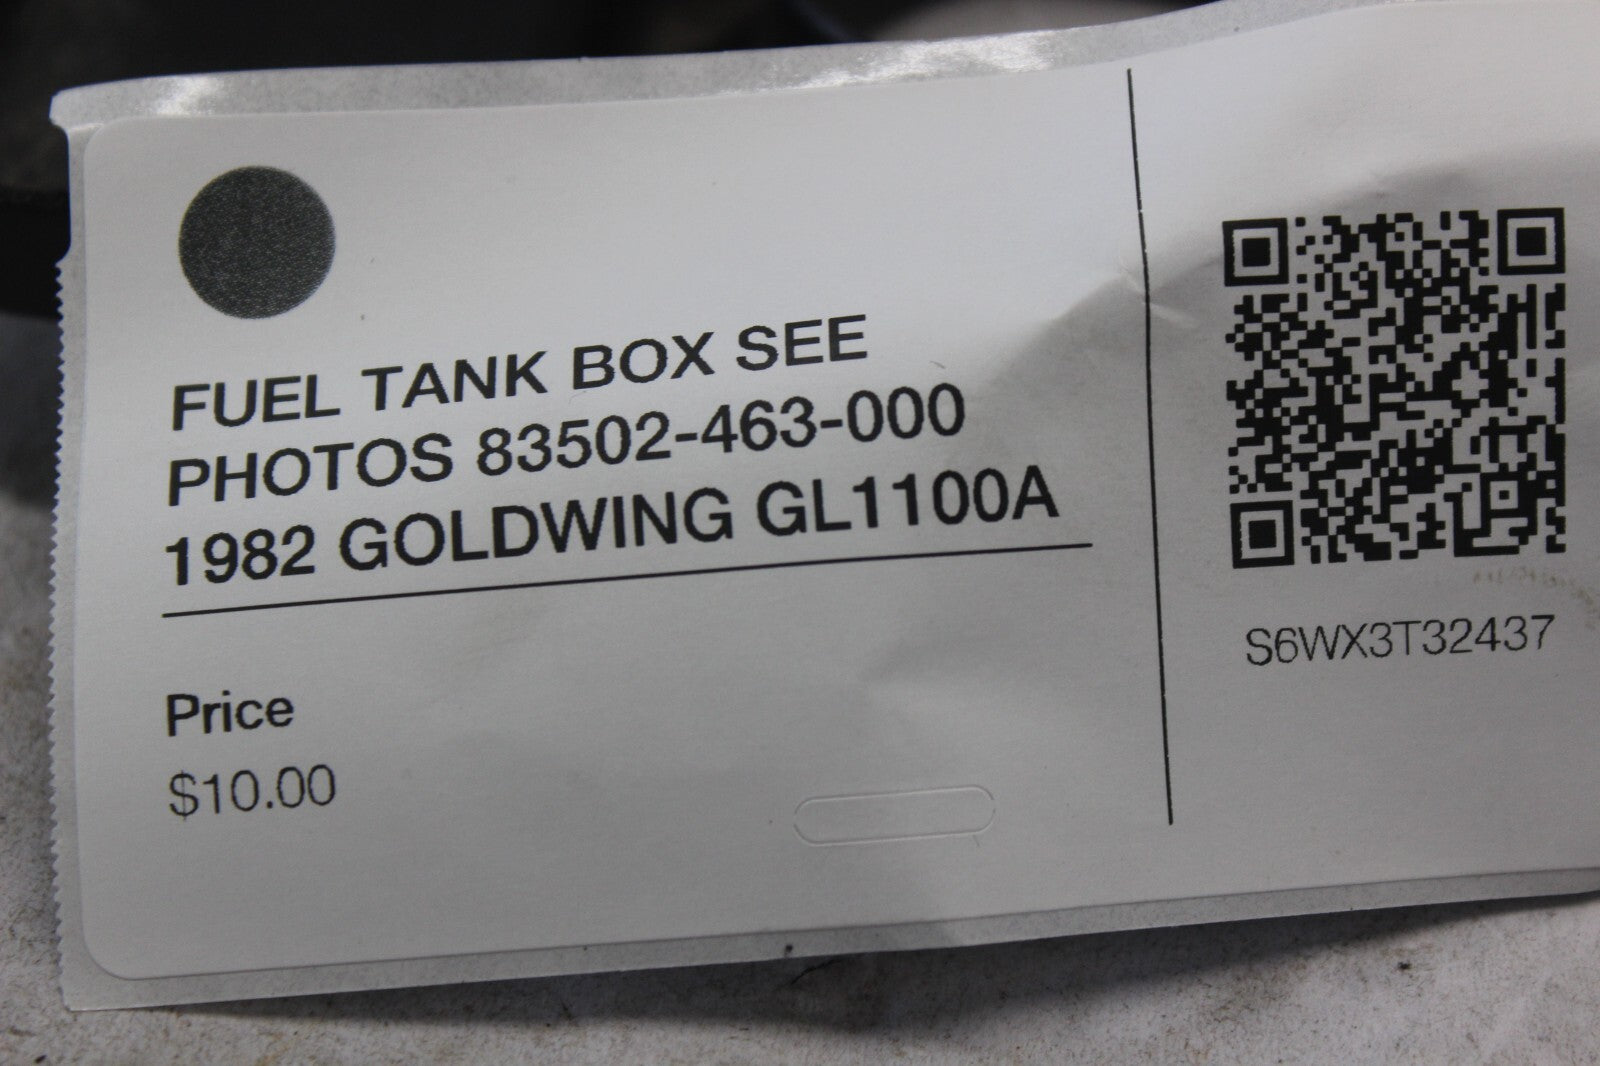 FUEL TANK BOX SEE
PHOTOS 83502-463-000
1982 GOLDWING GL1100A
Price
$10.00
S6WX3T32437